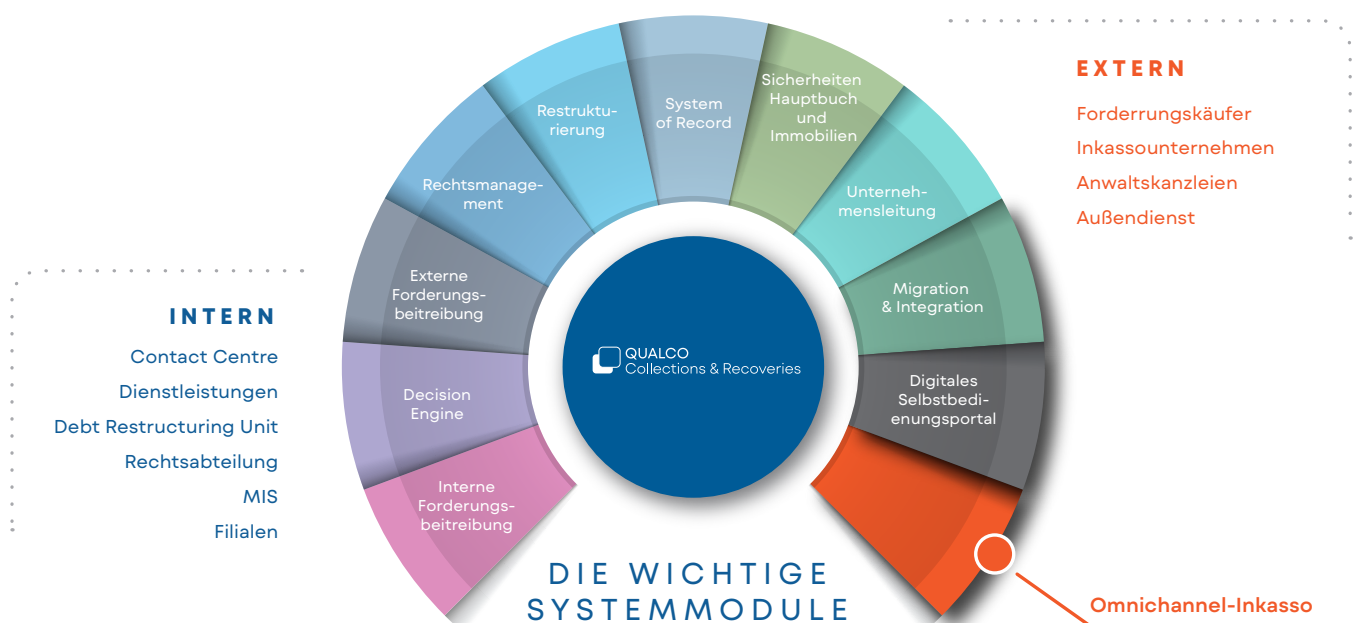 EXTERN
Forderrungskäufer
Inkassounternehmen
Anwaltskanzleien
Außendienst
INTERN
Contact Centre
Dienstleistungen
Debt Restructuring Unit
Rechtsabteilung
MIS
Filialen
Interne
Forderungs-
beitreibung
Decision
Engine
Externe
Forderungs-
beitreibung
Rechtsmanage-
ment
Restruktu-
rierung
System
of Record
Sicherheiten
Hauptbuch
und
Immobilien
Unterneh-
mensleitung
Migration
& Integration
Digitales
Selbstbedi-
enungsportal
QUALCO
Collections & Recoveries
DIE WICHTIGE
SYSTEMMODULE
Omnichannel-Inkasso